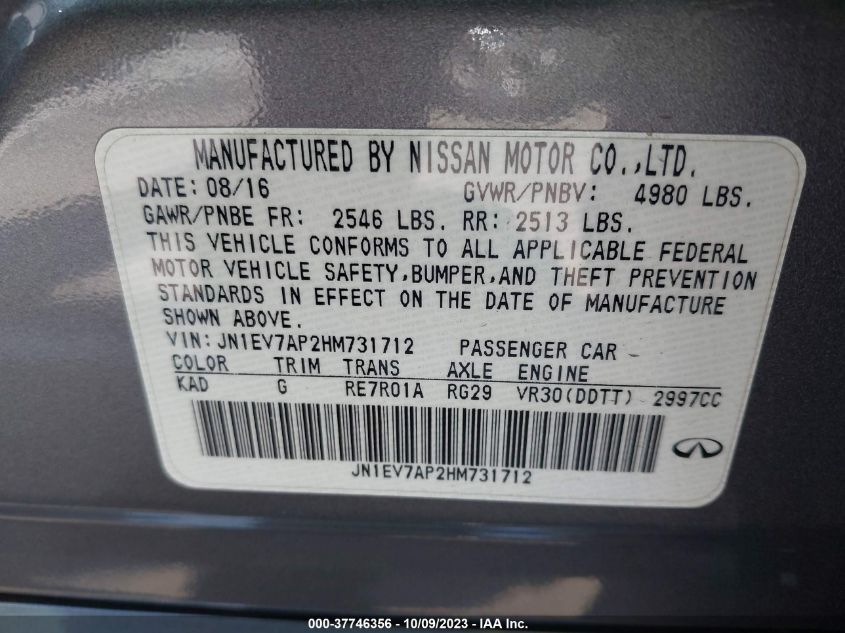 MANUFACTURED BY NISSAN MOTOR CO.,LTD.
DATE: 08/16 GVWR/PNBV: 4980 LBS.
GAWR/PNBE FR: 2546 LBS. RR: 2513 LBS.
THIS VEHICLE CONFORMS TO ALL APPLICABLE FEDERAL
MOTOR VEHICLE SAFETY,BUMPER,AND THEFT PREVENTION
STANDARDS IN EFFECT ON THE DATE OF MANUFACTURE
SHOWN ABOVE.
VIN:JN1EV7AP2HM731712 PASSENGER CAR
COLOR TRIM TRANS AXLE ENGINE
KAD G RE7R01A RG29 VR30(DDTT) 2997CC
JN1EV7AP2HM731712
000-37746356 - 10/09/2023 - IAA Inc.